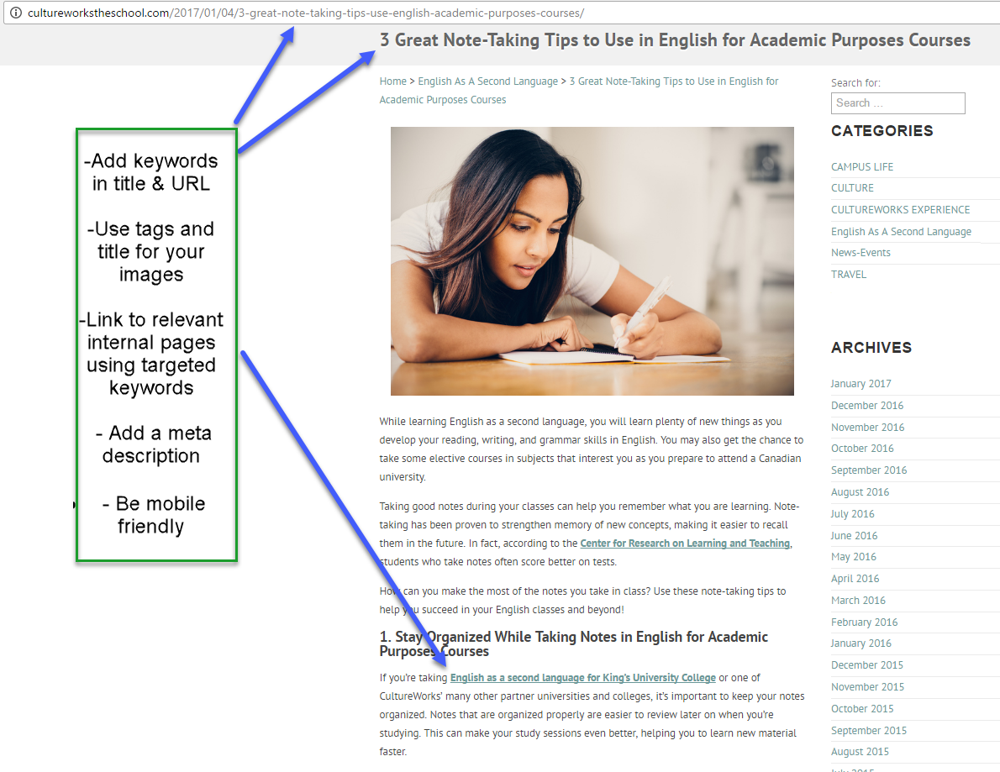 cultureworkstheschool.com/2017/01/04/3-great-note-taking-tips-use-english-academic-purposes-courses/
3 Great Note-Taking Tips to Use in English for Academic Purposes Courses
Home > English As A Second Language > 3 Great Note-Taking Tips to Use in English for
Academic Purposes Courses
-Add keywords
in title & URL
-Use tags and
title for your
images
-Link to relevant
internal pages
using targeted
keywords
- Add a meta
description
- Be mobile
friendly
While learning English as a second language, you will learn plenty of new things as you
develop your reading, writing, and grammar skills in English. You may also get the chance to
take some elective courses in subjects that interest you as you prepare to attend a Canadian
university.
Taking good notes during your classes can help you remember what you are learning. Note-
taking has been proven to strengthen memory of new concepts, making it easier to recall
them in the future. In fact, according to the Center for Research on Learning and Teaching,
students who take notes often score better on tests.
How can you make the most of the notes you take in class? Use these note-taking tips to
help you succeed in your English classes and beyond!
1. Stay Organized While Taking Notes in English for Academic
Purposes Courses
If you're taking English as a second language for King's University College or one of
CultureWorks' many other partner universities and colleges, it's important to keep your notes
organized. Notes that are organized properly are easier to review later on when you're
studying. This can make your study sessions even better, helping you to learn new material
faster.
Search for:
Search ...
CATEGORIES
CAMPUS LIFE
CULTURE
CULTUREWORKS EXPERIENCE
English As A Second Language
News-Events
TRAVEL
ARCHIVES
January 2017
December 2016
November 2016
October 2016
September 2016
August 2016
July 2016
June 2016
May 2016
April 2016
March 2016
February 2016
January 2016
December 2015
November 2015
October 2015
September 2015
August 2015
July 2015